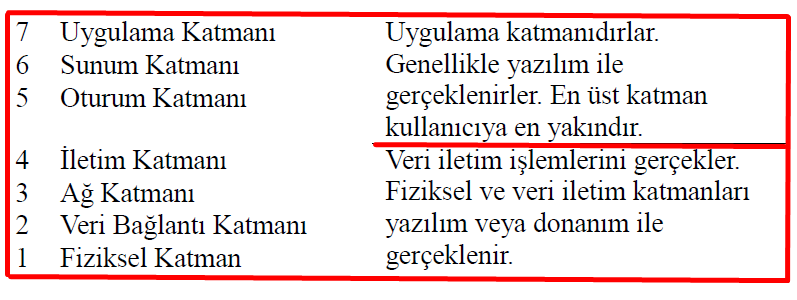 7 Uygulama Katmanı Uygulama katmanıdırlar.
6 Sunum Katmanı Genellikle yazılım ile
5 Oturum Katmanı gerçeklenirler. En üst katman
kullanıcıya en yakındır.
4 İletim Katmanı Veri iletim işlemlerini gerçekler.
3 Ağ Katmanı Fiziksel ve veri iletim katmanları
2 Veri Bağlantı Katmanı yazılım veya donanım ile
1 Fiziksel Katman gerçeklenir.